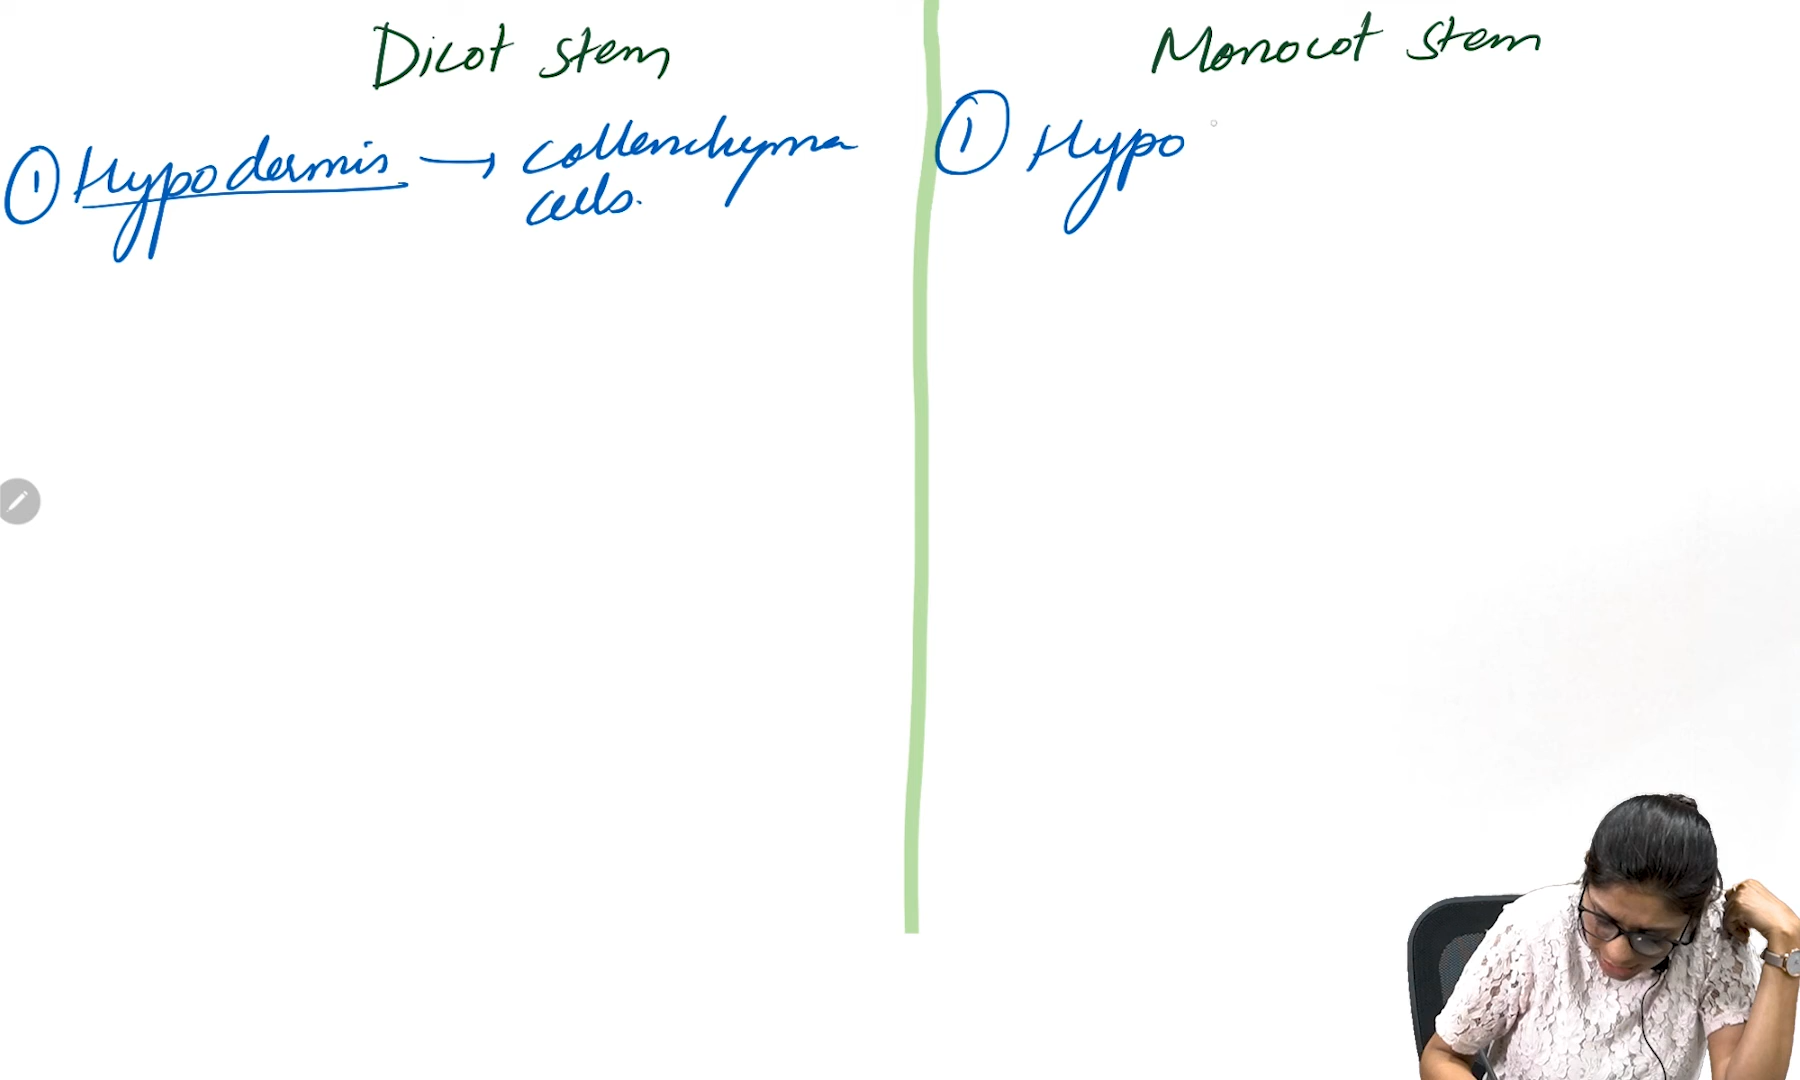 Dicot stem
Monocot stem
① Hypodermis → collenchyma
cells.
① Hypo